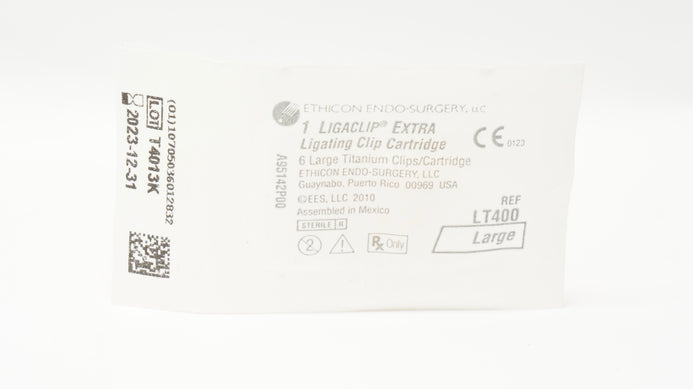 (01)10705036012832
LOT T4013K
2023-12-31
ETHICON ENDO-SURGERY, LLC
1 LIGACLIP® EXTRA
Ligating Clip Cartridge
6 Large Titanium Clips/Cartridge
ETHICON ENDO-SURGERY, LLC
Guaynabo, Puerto Rico 00969 USA
©EES, LLC 2010
Assembled in Mexico
STERILE R
2
Rx Only
A95142P00
CE 0123
REF
LT400
Large